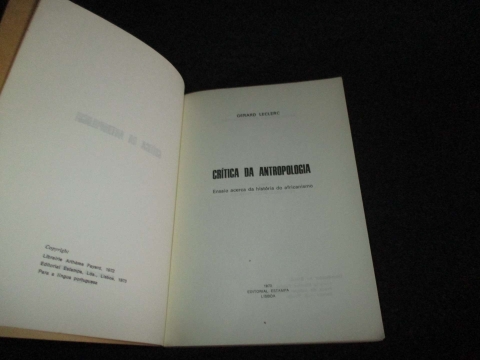 Copyright
Librairie Arthème Fayard, 1972
Editorial Estampa, Lda., Lisboa, 1973
Para a língua portuguesa
GERARD LECLERC
CRÍTICA DA ANTROPOLOGIA
Ensaio acerca da história do africanismo
1973
EDITORIAL ESTAMPA
LISBOA